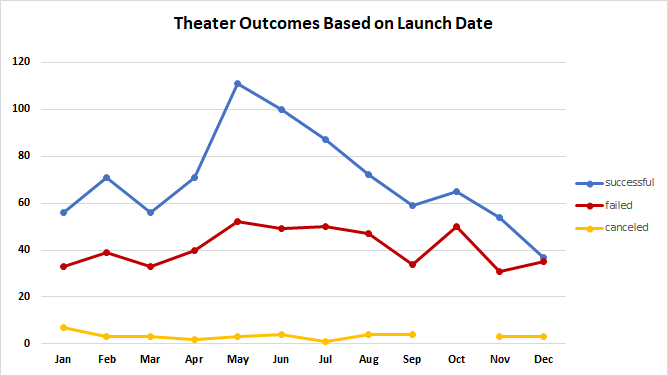 Theater Outcomes Based on Launch Date
120
100
80
60
40
20
0
Jan Feb Mar Apr May Jun Jul Aug Sep Oct Nov Dec
successful
failed
canceled